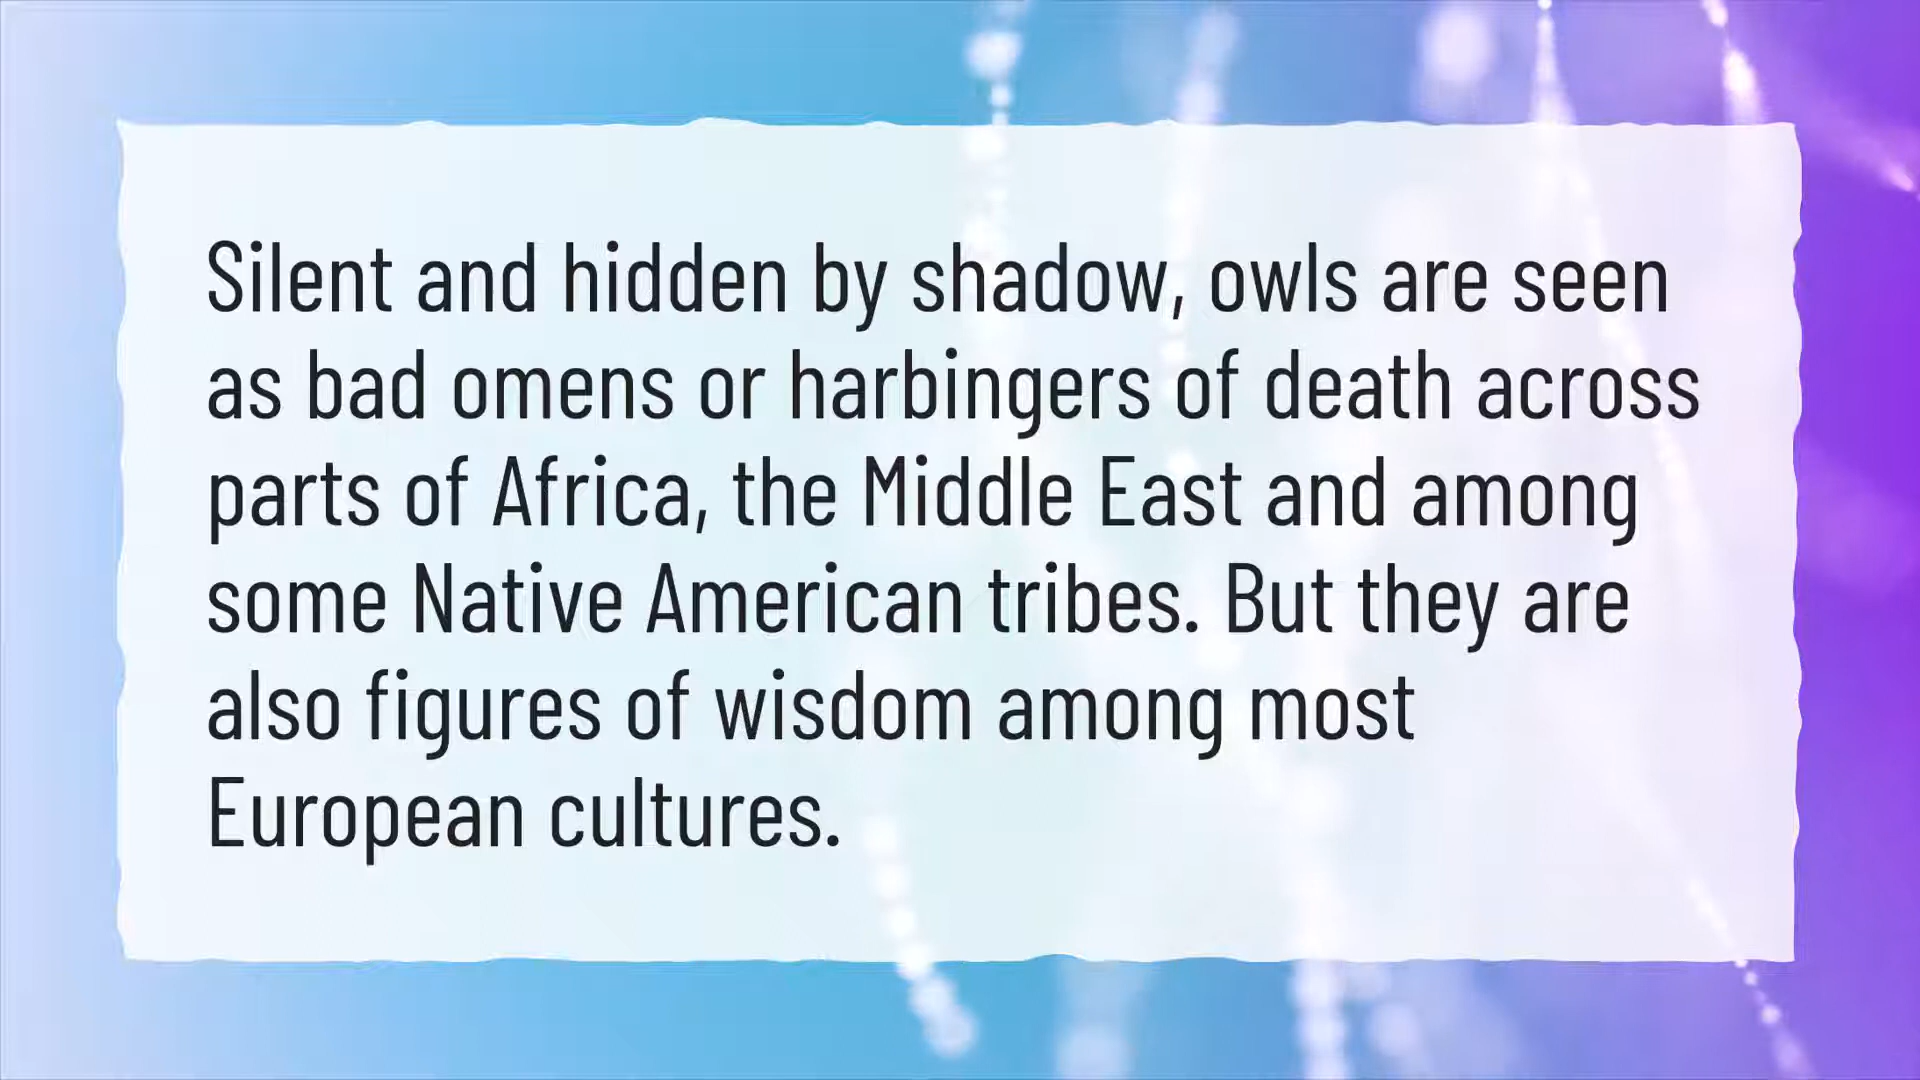 Silent and hidden by shadow, owls are seen
as bad omens or harbingers of death across
parts of Africa, the Middle East and among
some Native American tribes. But they are
also figures of wisdom among most
European cultures.